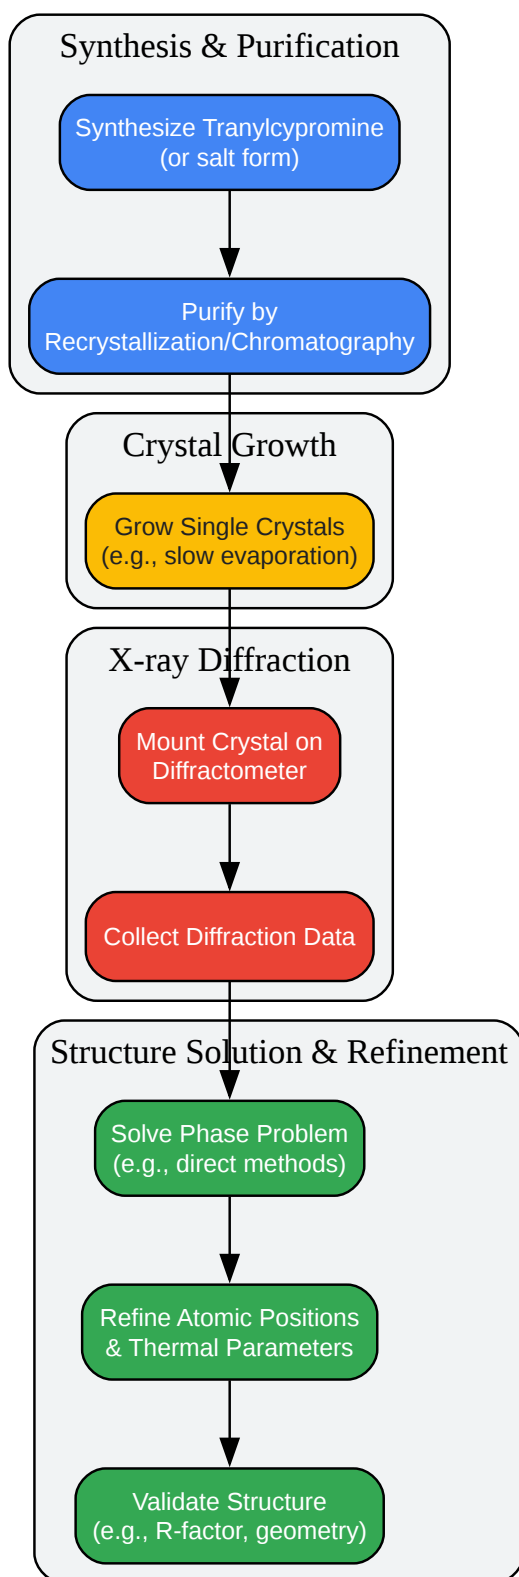 Synthesis & Purification
Synthesize Tranylcypromine
(or salt form)
Purify by
Recrystallization/Chromatography
Crystal Growth
Grow Single Crystals
(e.g., slow evaporation)
X-ray Diffraction
Mount Crystal on
Diffractometer
Collect Diffraction Data
Structure Solution & Refinement
Solve Phase Problem
(e.g., direct methods)
Refine Atomic Positions
& Thermal Parameters
Validate Structure
(e.g., R-factor, geometry)